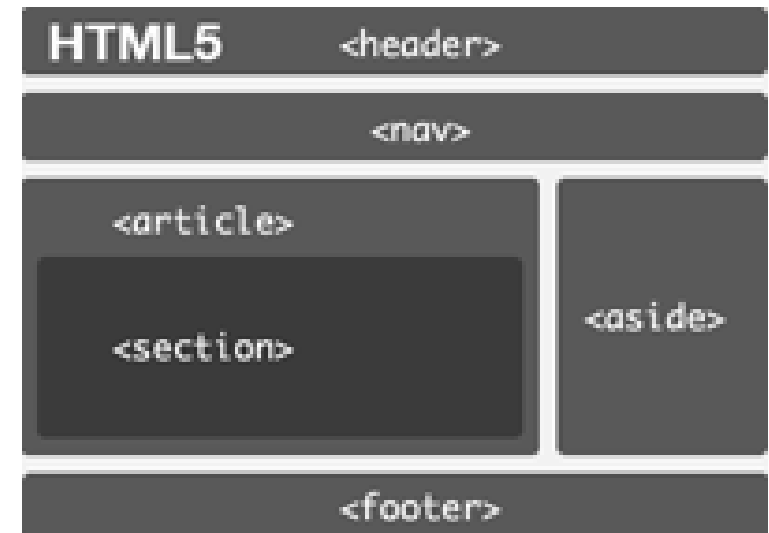 HTML5 <header>
<nav>
<article>
<section>
<aside>
<footer>